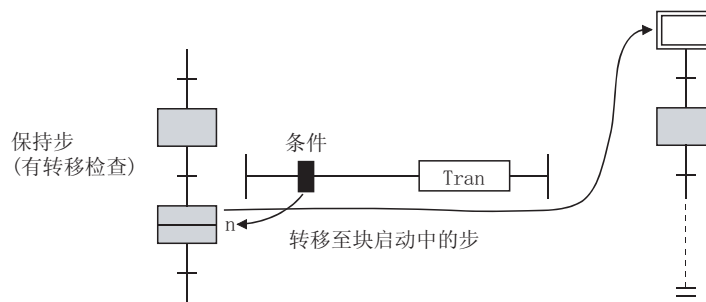 保持步
(有转移检查)
条件
Tran
n
转移至块启动中的步